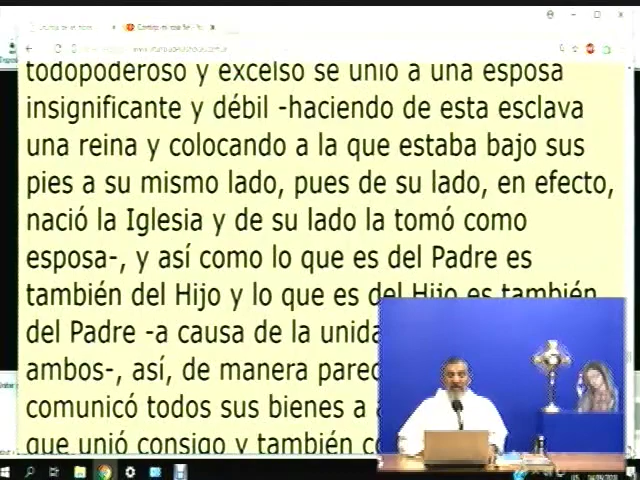 todopoderoso y excelso se unió a una esposa
insignificante y débil -haciendo de esta esclava
una reina y colocando a la que estaba bajo sus
pies a su mismo lado, pues de su lado, en efecto,
nació la Iglesia y de su lado la tomó como
esposa-, y así como lo que es del Padre es
también del Hijo y lo que es del Hijo es también
del Padre -a causa de la unida
ambos-, así, de manera parec
comunicó todos sus bienes a
que unió consigo y también c